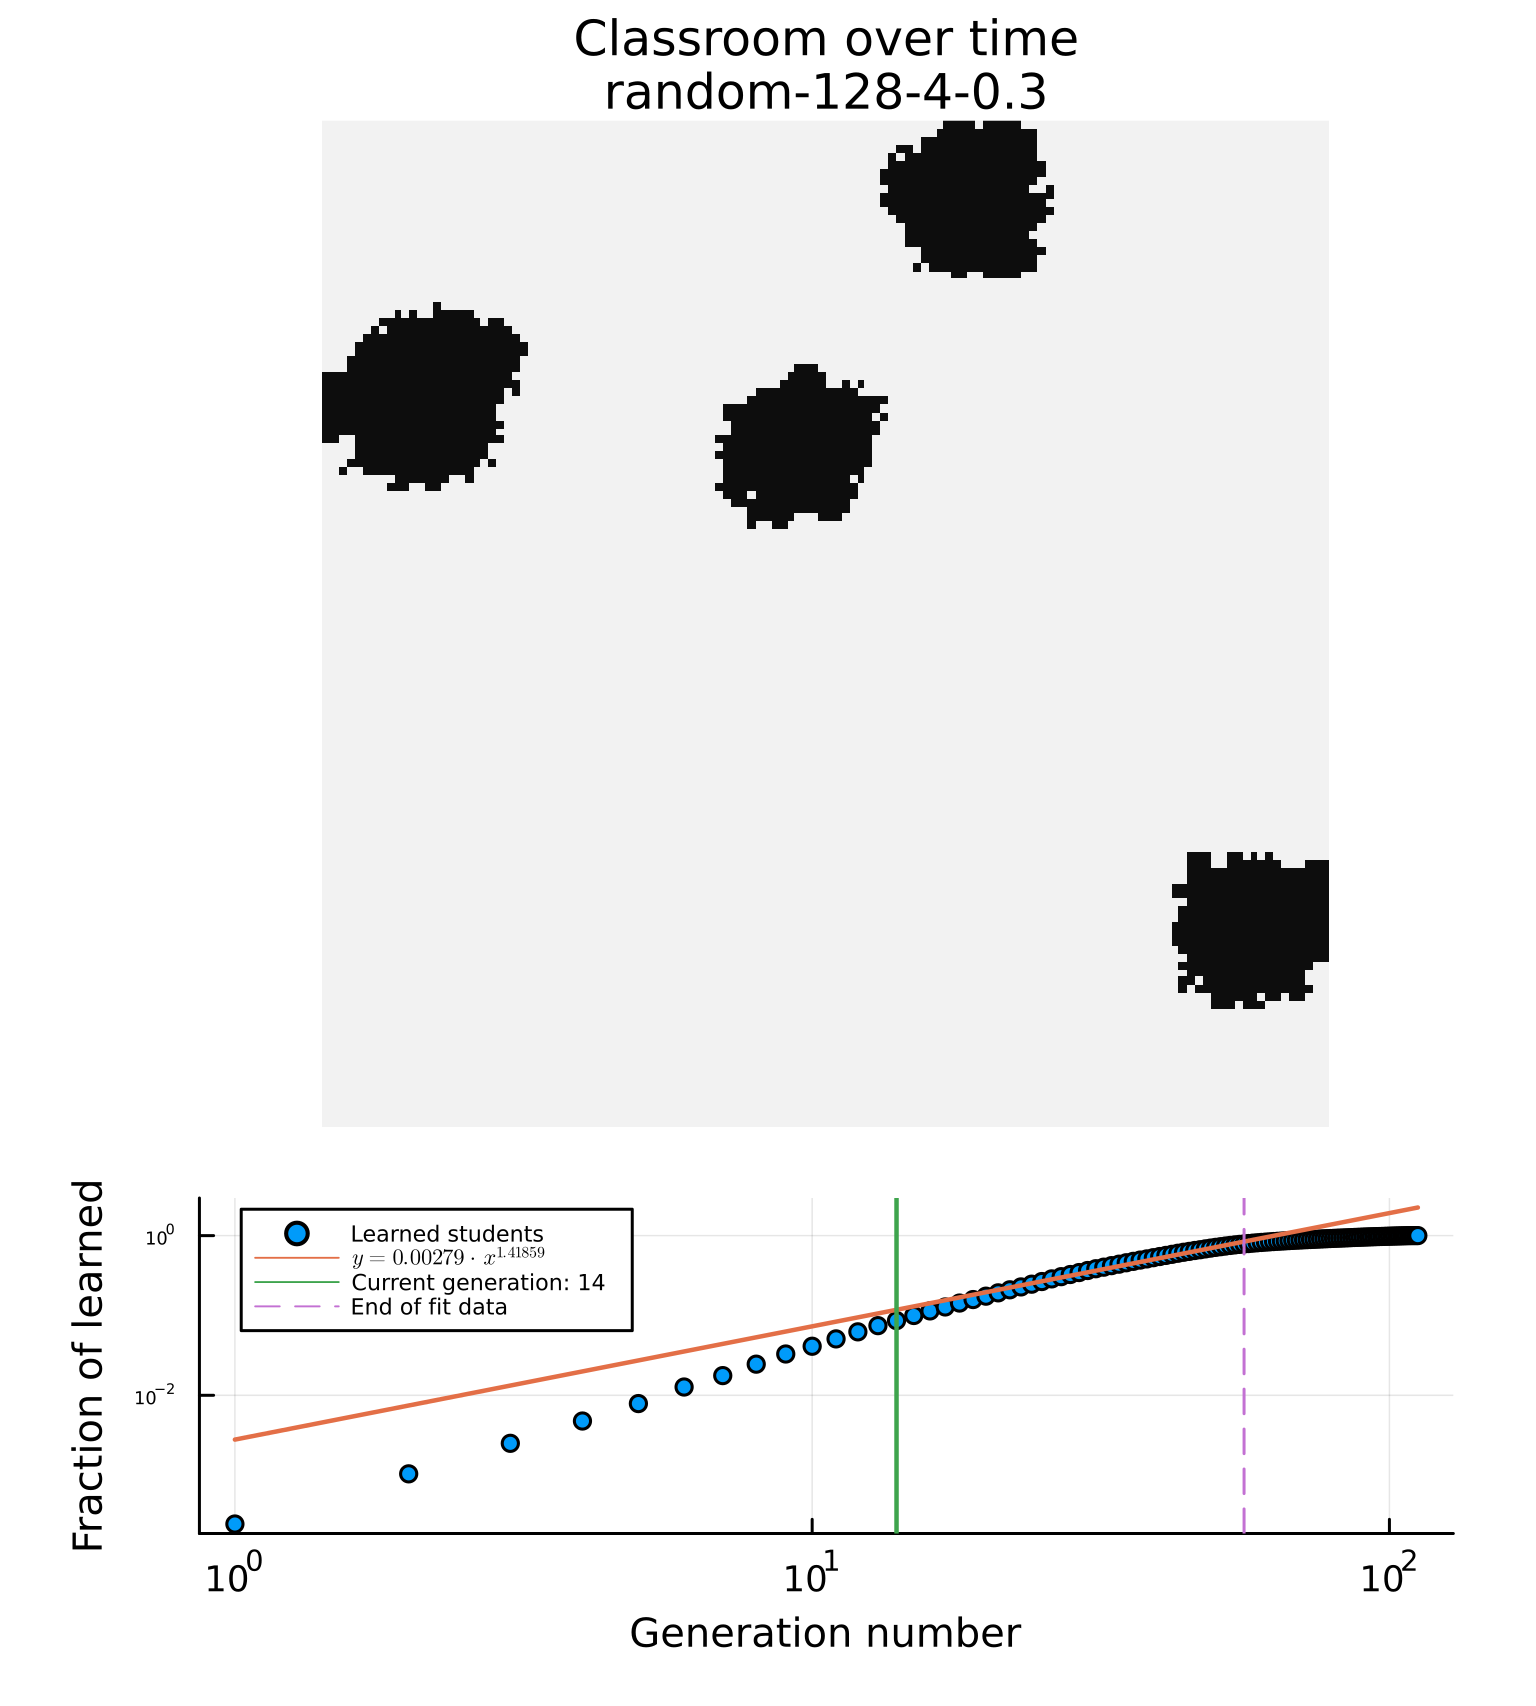 Classroom over time
random-128-4-0.3
Fraction of learned
10^0
10^−2
Learned students
y = 0.00279 · x^1.41859
Current generation: 14
End of fit data
10^0
10^1
10^2
Generation number